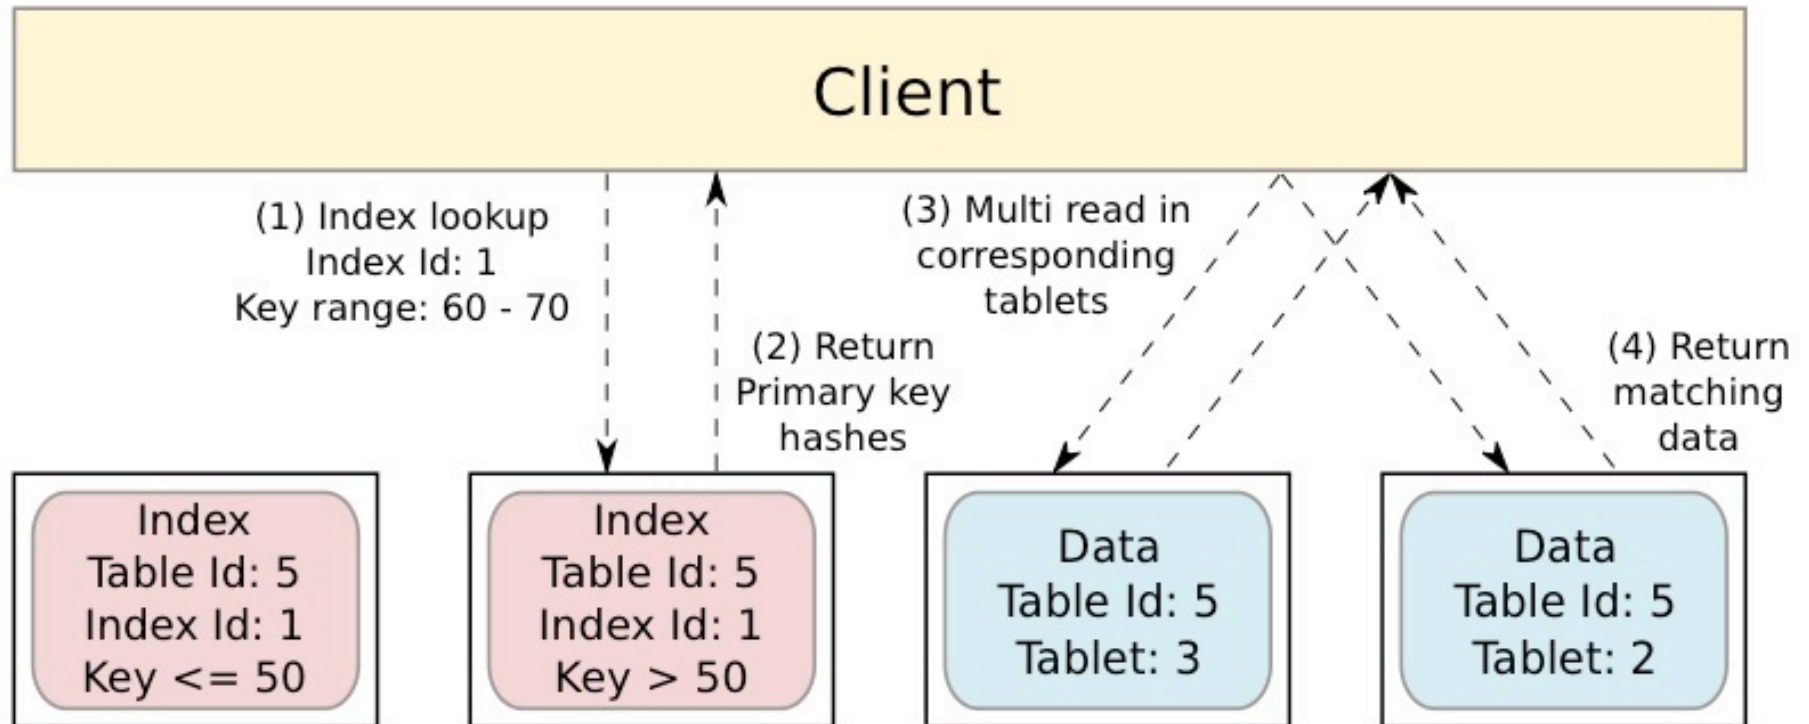 Client
(1) Index lookup
Index Id: 1
Key range: 60 - 70
(2) Return
Primary key
hashes
(3) Multi read in
corresponding
tablets
(4) Return
matching
data
Index
Table Id: 5
Index Id: 1
Key <= 50
Index
Table Id: 5
Index Id: 1
Key > 50
Data
Table Id: 5
Tablet: 3
Data
Table Id: 5
Tablet: 2